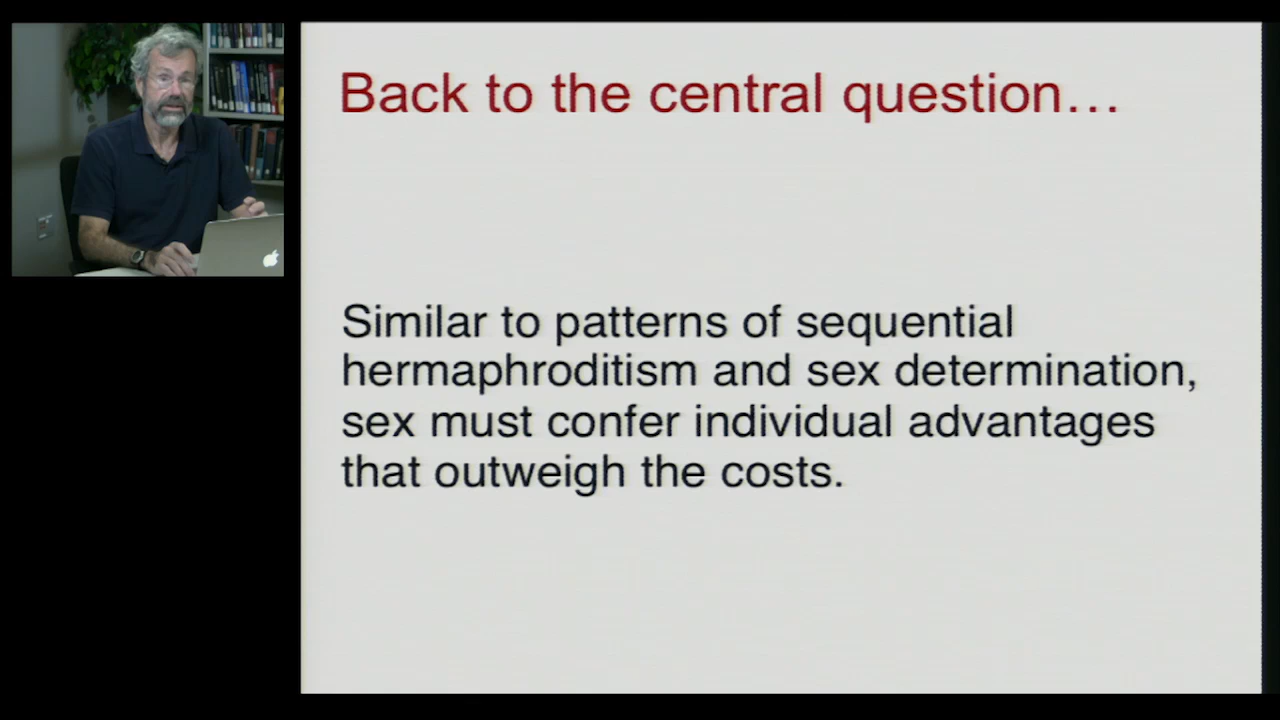 Back to the central question…
Similar to patterns of sequential
hermaphroditism and sex determination,
sex must confer individual advantages
that outweigh the costs.